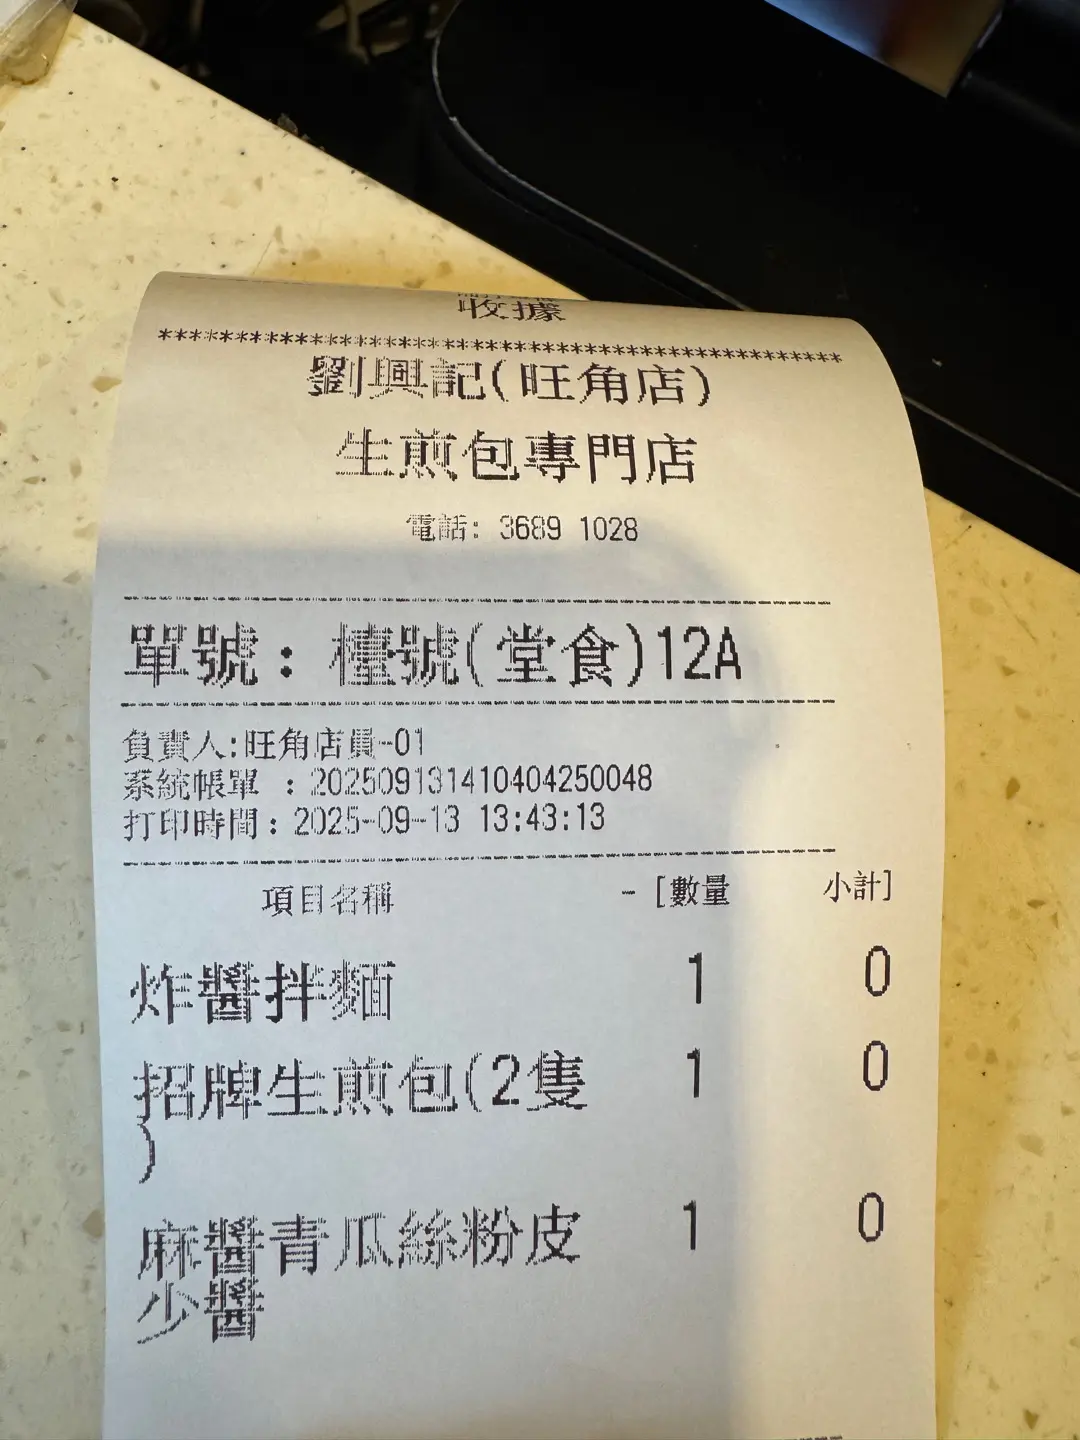 收據
********************************************
劉興記(旺角店)
生煎包專門店
電話: 3689 1028
單號: 檯號(堂食)12A
負責人:旺角店員-01
系統帳單 : 202509131410404250048
打印時間: 2025-09-13 13:43:13
項目名稱 -[數量 小計]
炸醬拌麵 1 0
招牌生煎包(2隻 1 0
)
麻醬青瓜絲粉皮 1 0
少醬